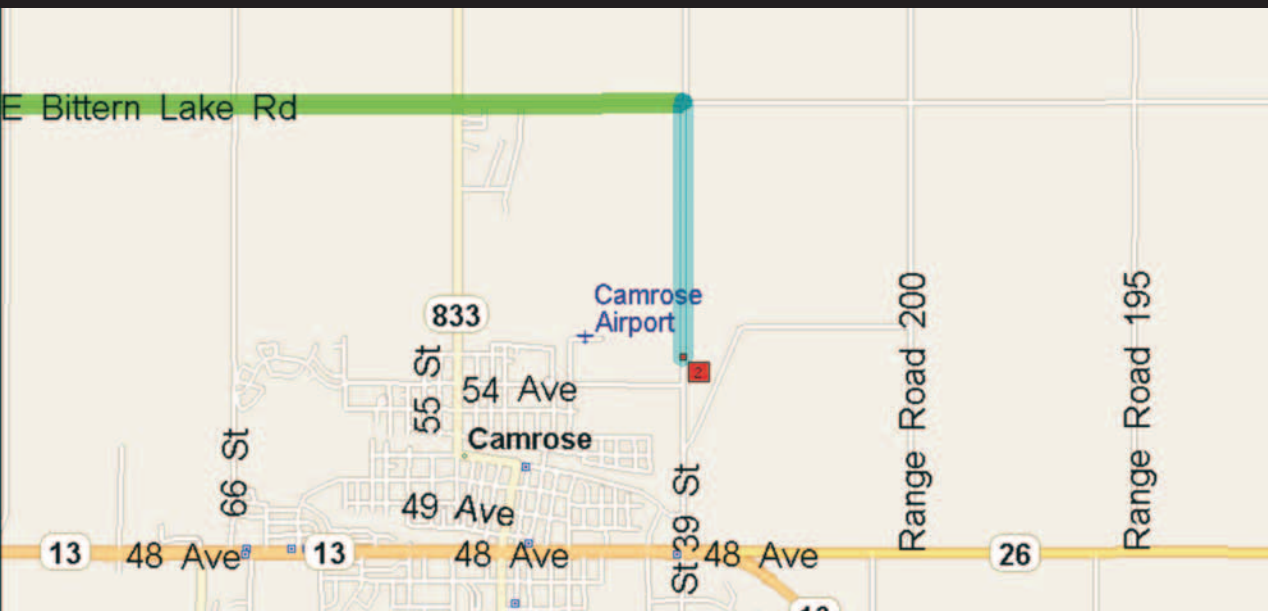 E Bittern Lake Rd
Camrose
Airport
833
55 St
54 Ave
2
Camrose
66 St
49 Ave
39 St
St
Range Road 200
Range Road 195
13
48 Ave
13
48 Ave
48 Ave
26